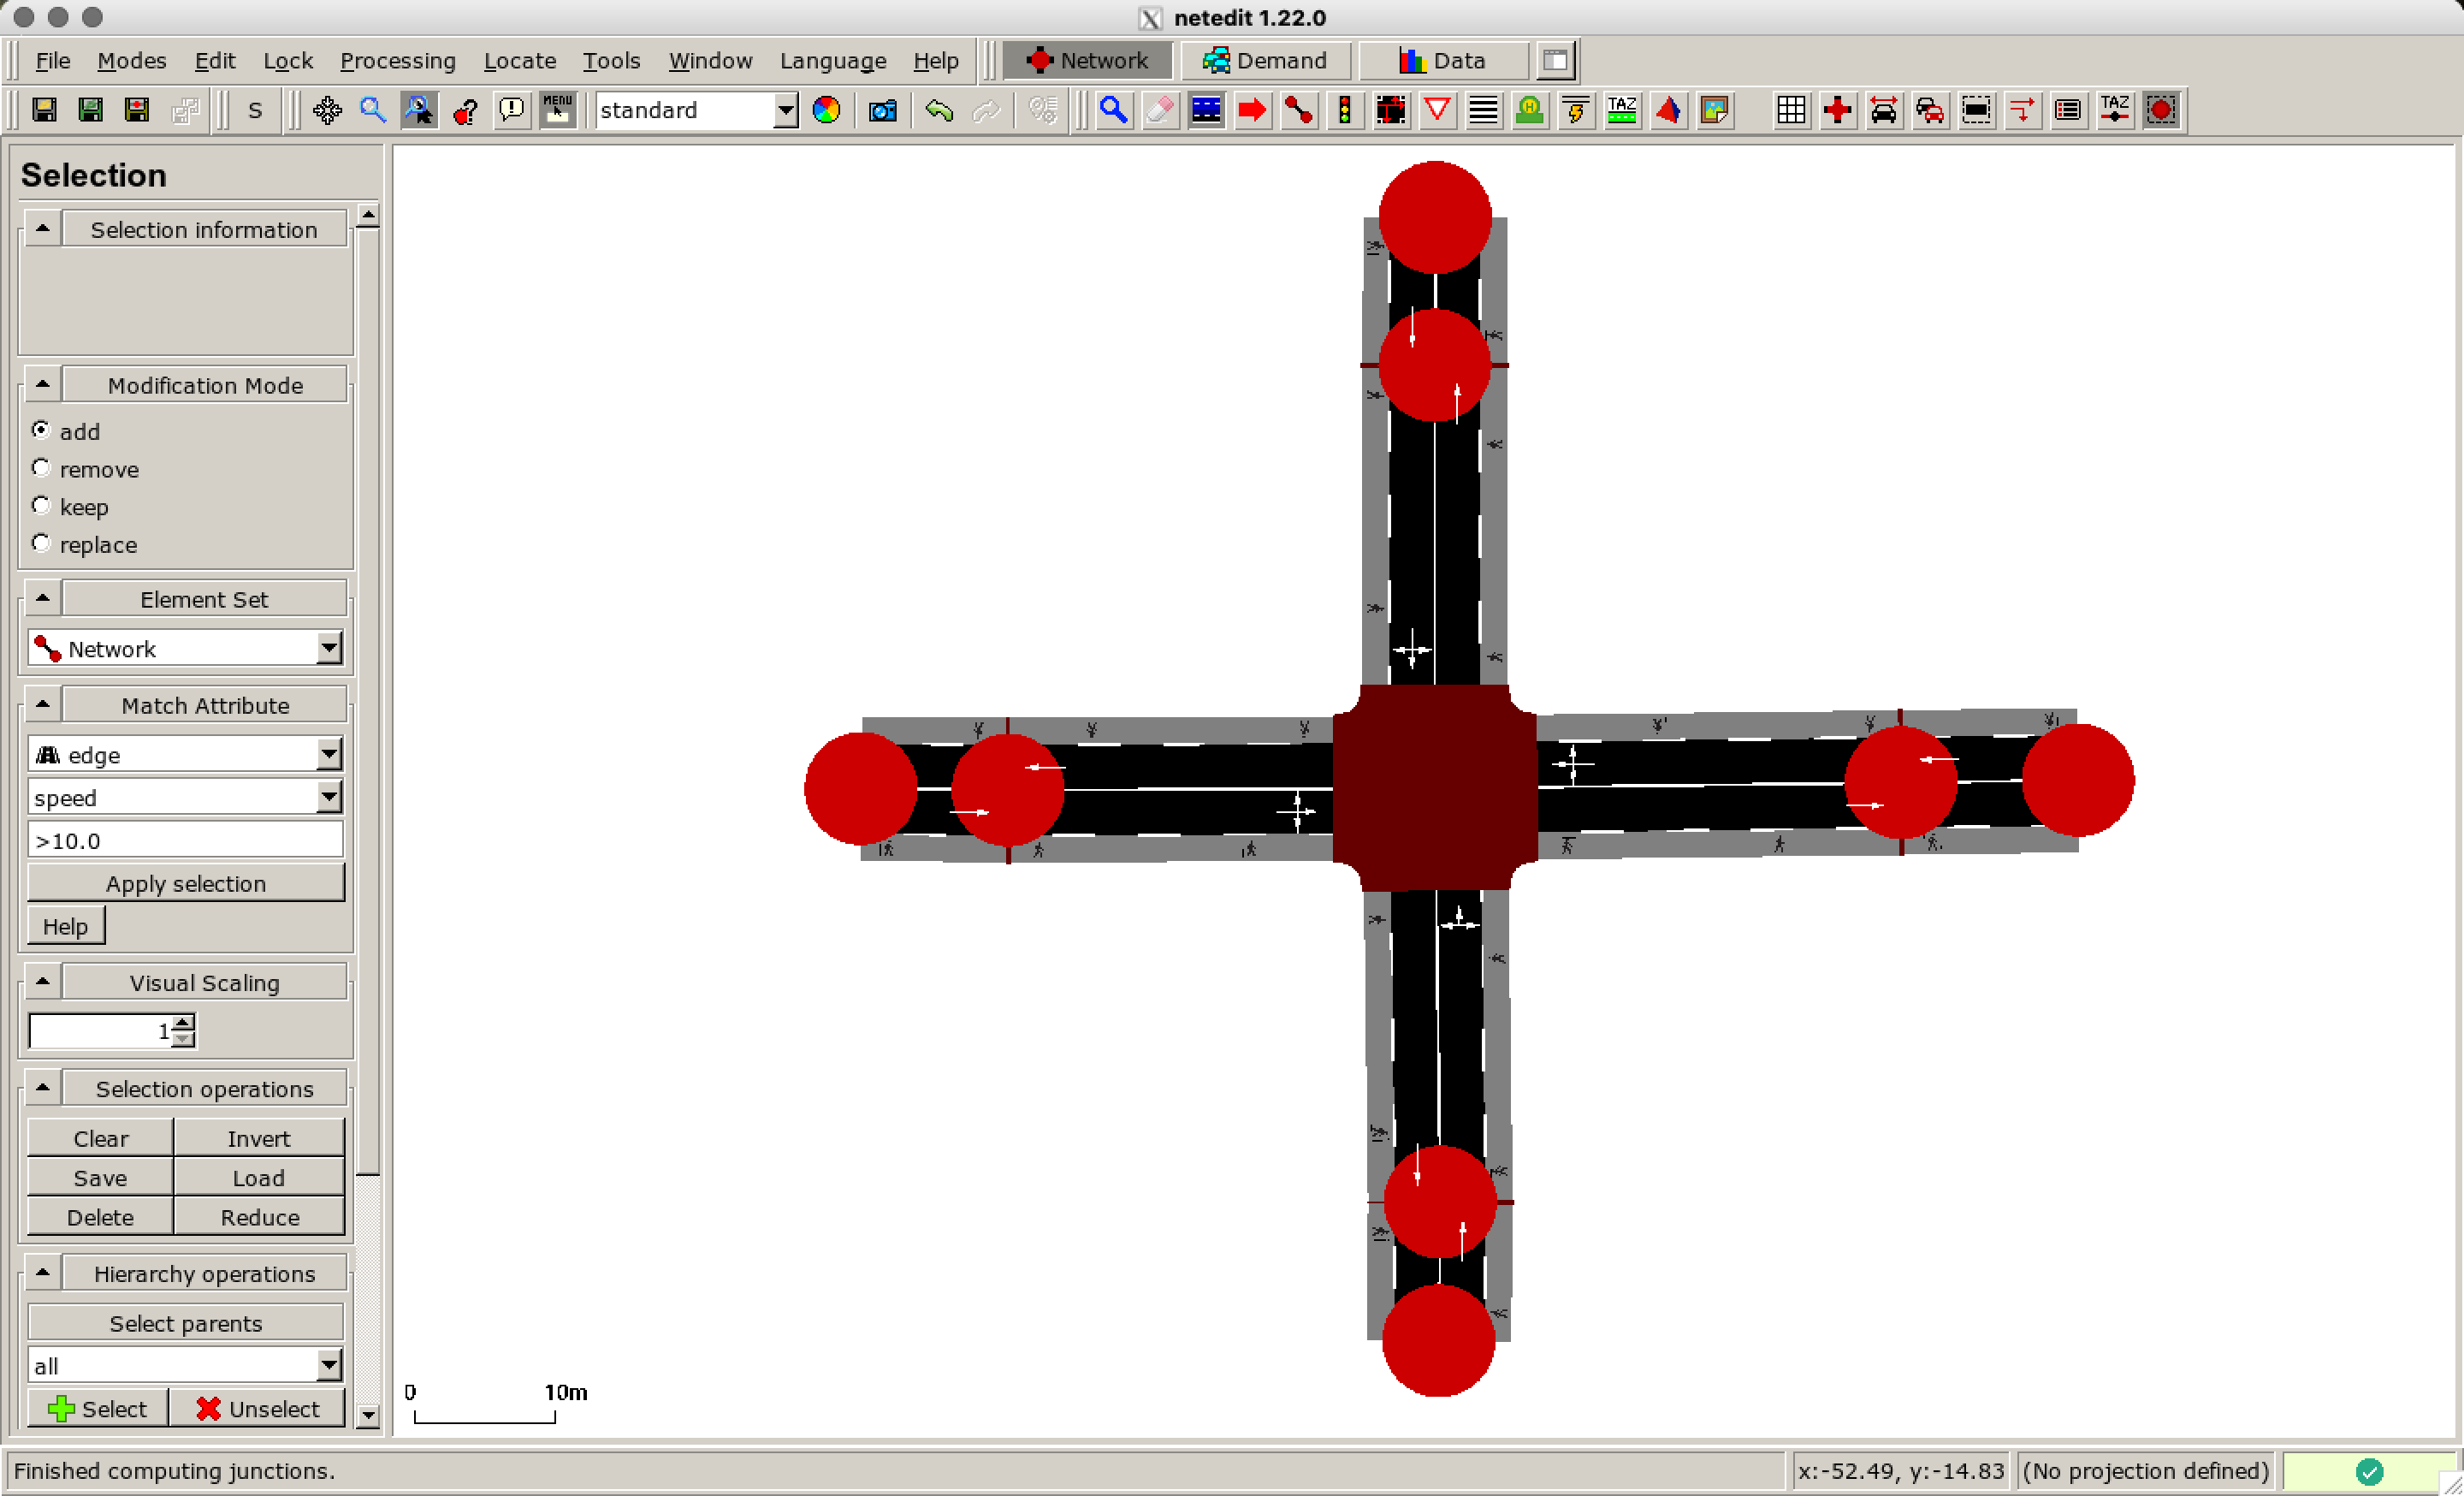 netedit 1.22.0
File Modes Edit Lock Processing Locate Tools Window Language Help Network Demand Data
S MENU standard TAZ TAZ
Selection
Selection information
Modification Mode
add
remove
keep
replace
Element Set
Network
Match Attribute
edge
speed
>10.0
Apply selection
Help
Visual Scaling
1
Selection operations
Clear Invert
Save Load
Delete Reduce
Hierarchy operations
Select parents
all
Select Unselect
0 10m
Finished computing junctions. x:-52.49, y:-14.83 (No projection defined)